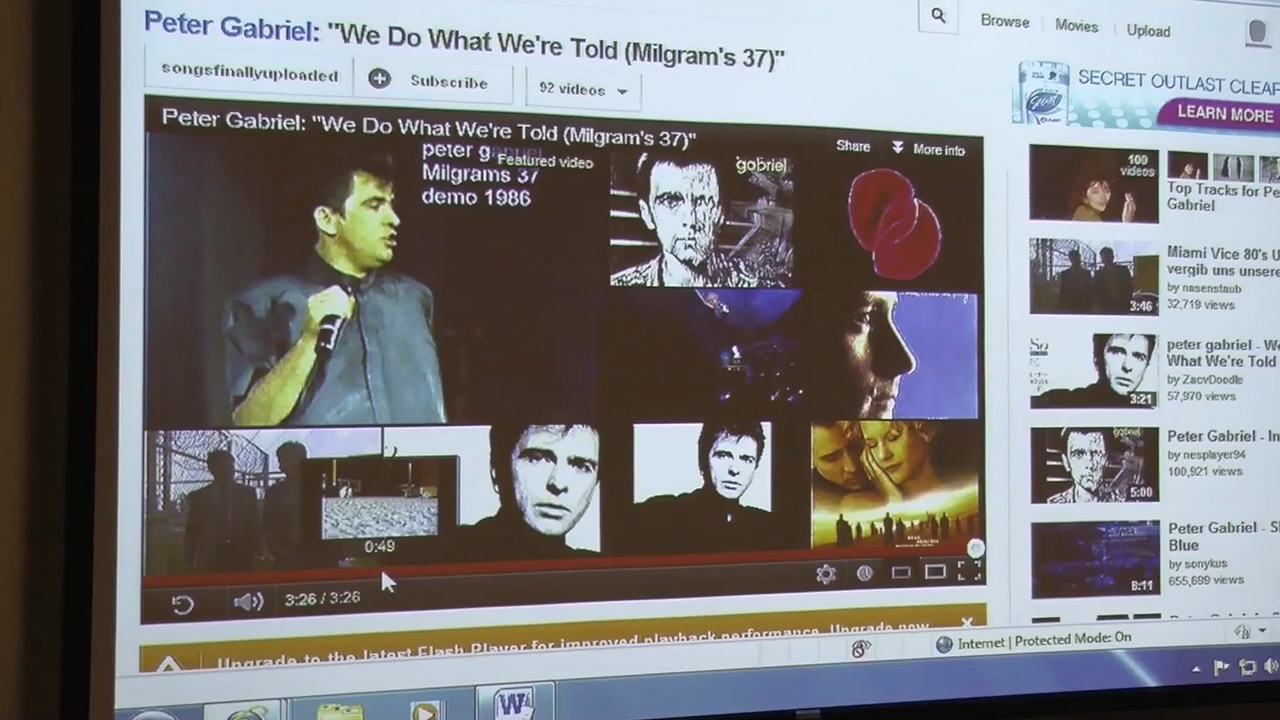 Peter Gabriel: "We Do What We're Told (Milgram's 37)"
Browse
Movies
Upload
songsfinallyuploaded
Subscribe
92 videos
SECRET OUTLAST CLEAR
LEARN MORE
Peter Gabriel: "We Do What We're Told (Milgram's 37)"
Share
More info
peter g
Featured video
Milgrams 37
demo 1986
gabriel
0:49
3:26 / 3:26
100
videos
Top Tracks for Pe
Gabriel
Miami Vice 80's U
vergib uns unsere
by nasenstaub
32,719 views
3:46
So
peter gabriel - We
What We're Told
by ZacvDoodle
57,970 views
3:21
Peter Gabriel - In
by nesplayer94
100,921 views
gabriel
5:00
Peter Gabriel - S
Blue
by sonykus
655,699 views
8:11
Upgrade to the latest Flash Player for improved playback performance. Upgrade now
Internet | Protected Mode: On
W